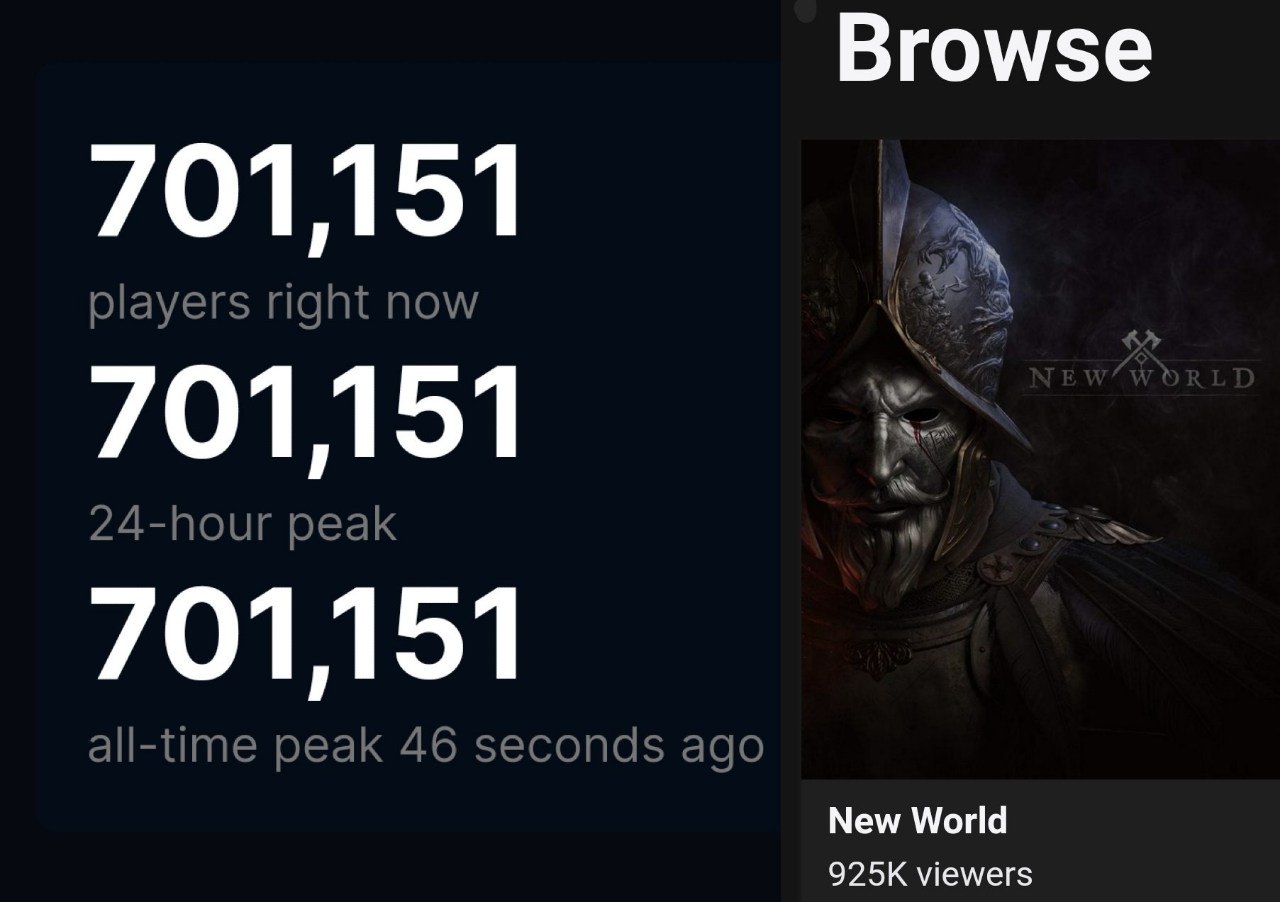 701,151
players right now
701,151
24-hour peak
701,151
all-time peak 46 seconds ago
Browse
NEW WORLD
New World
925K viewers